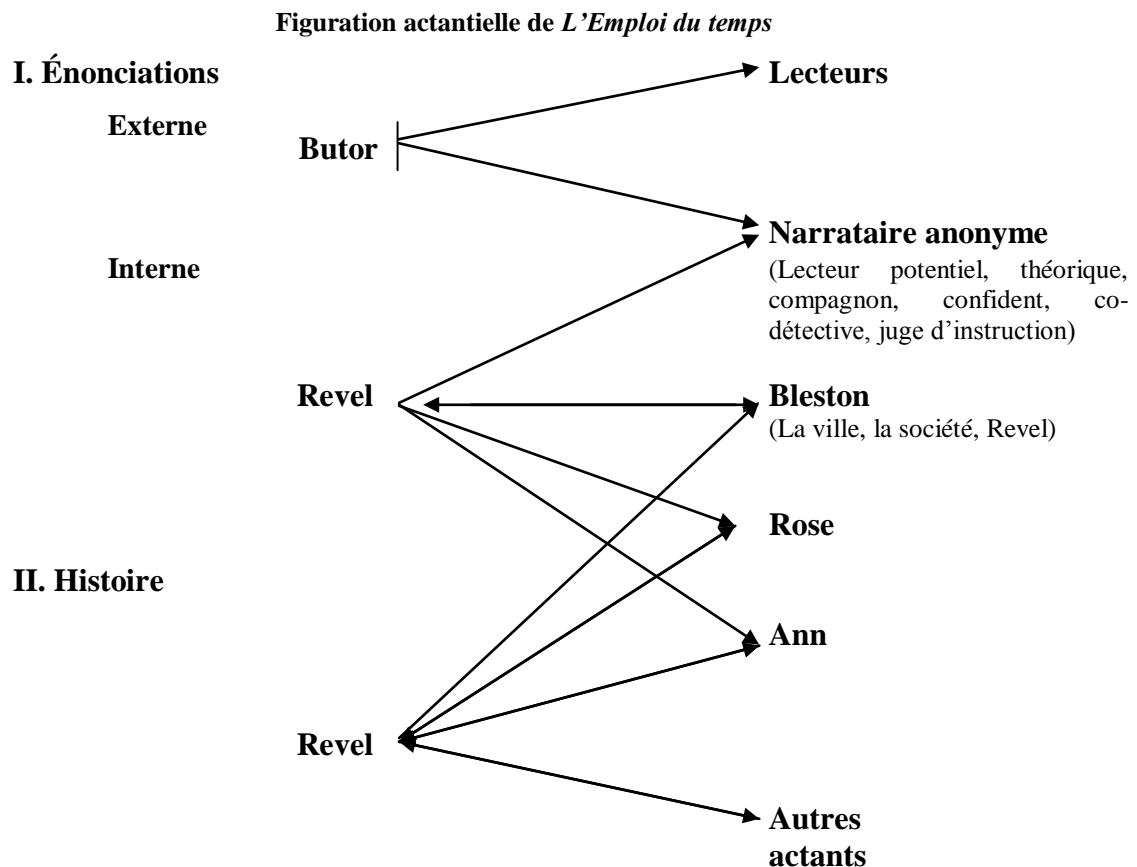 Figuration actantielle de L’Emploi du temps
I. Énonciations
Lecteurs
Externe
Butor
Narrataire anonyme
Interne
(Lecteur potentiel, théorique,
compagnon, confident, co-
détective, juge d’instruction)
Revel
Bleston
(La ville, la société, Revel)
Rose
II. Histoire
Ann
Revel
Autres
actants